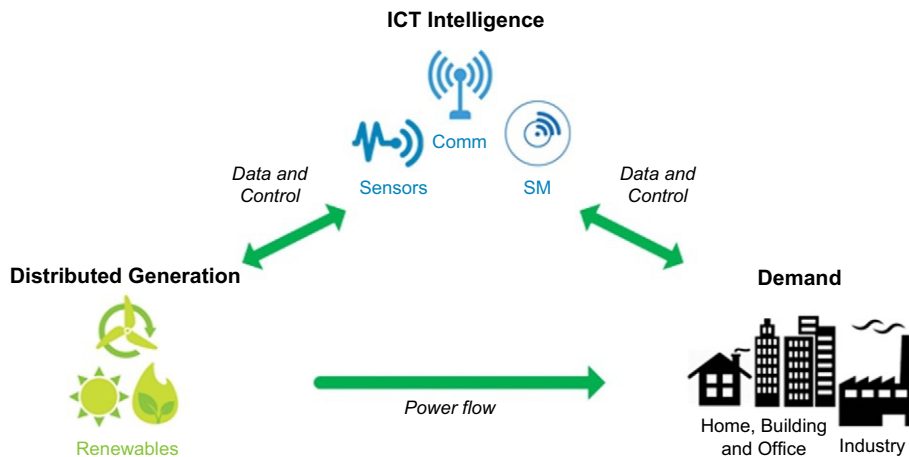 ICT Intelligence
Comm
Sensors
SM
Data and
Control
Data and
Control
Distributed Generation
Demand
Renewables
Power flow
Home, Building
and Office
Industry